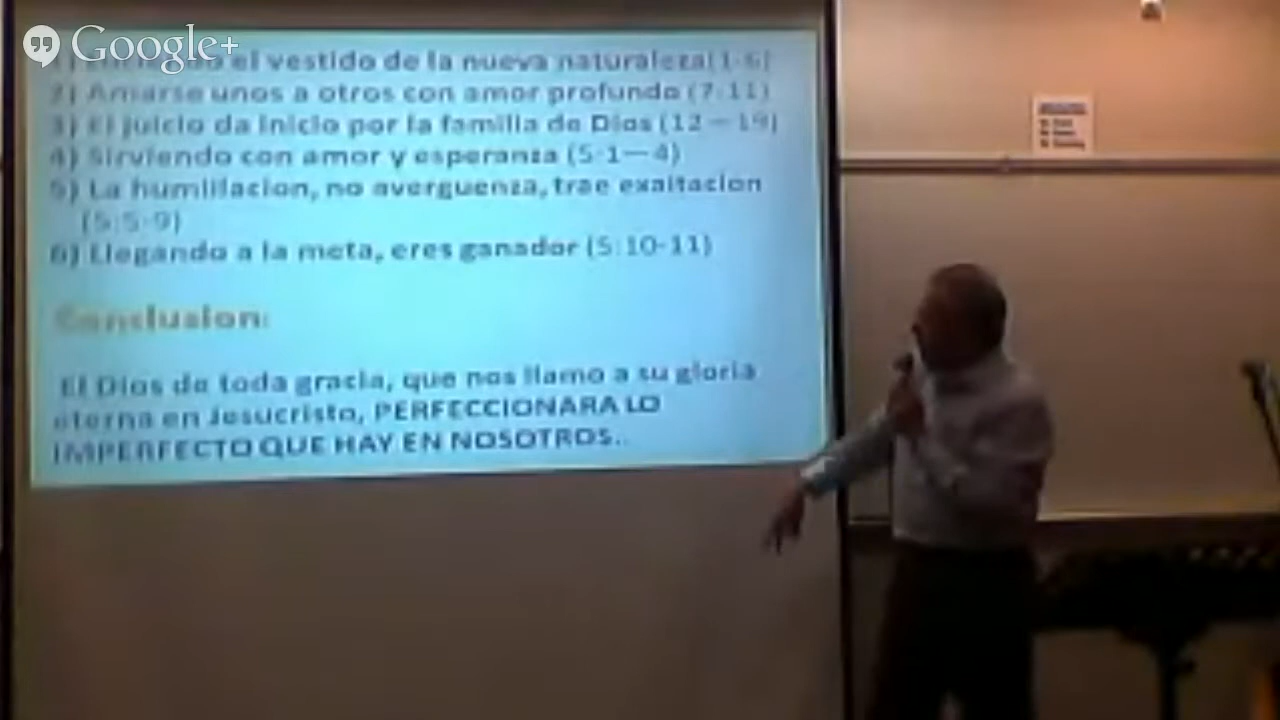 Google+
el vestido de la nueva naturaleza(1-6)
2) Amarse unos a otros con amor profundo (7-11)
3) El juicio da inicio por la familia de Dios (12 — 19)
4) Sirviendo con amor y esperanza (5:1— 4)
5) La humillacion, no averguenza, trae exaltacion
(5:5-9)
6) Llegando a la meta, eres ganador (5:10-11)
Conclusion:
El Dios de toda gracia, que nos llamo a su gloria
eterna en Jesucristo, PERFECCIONARA LO
IMPERFECTO QUE HAY EN NOSOTROS..